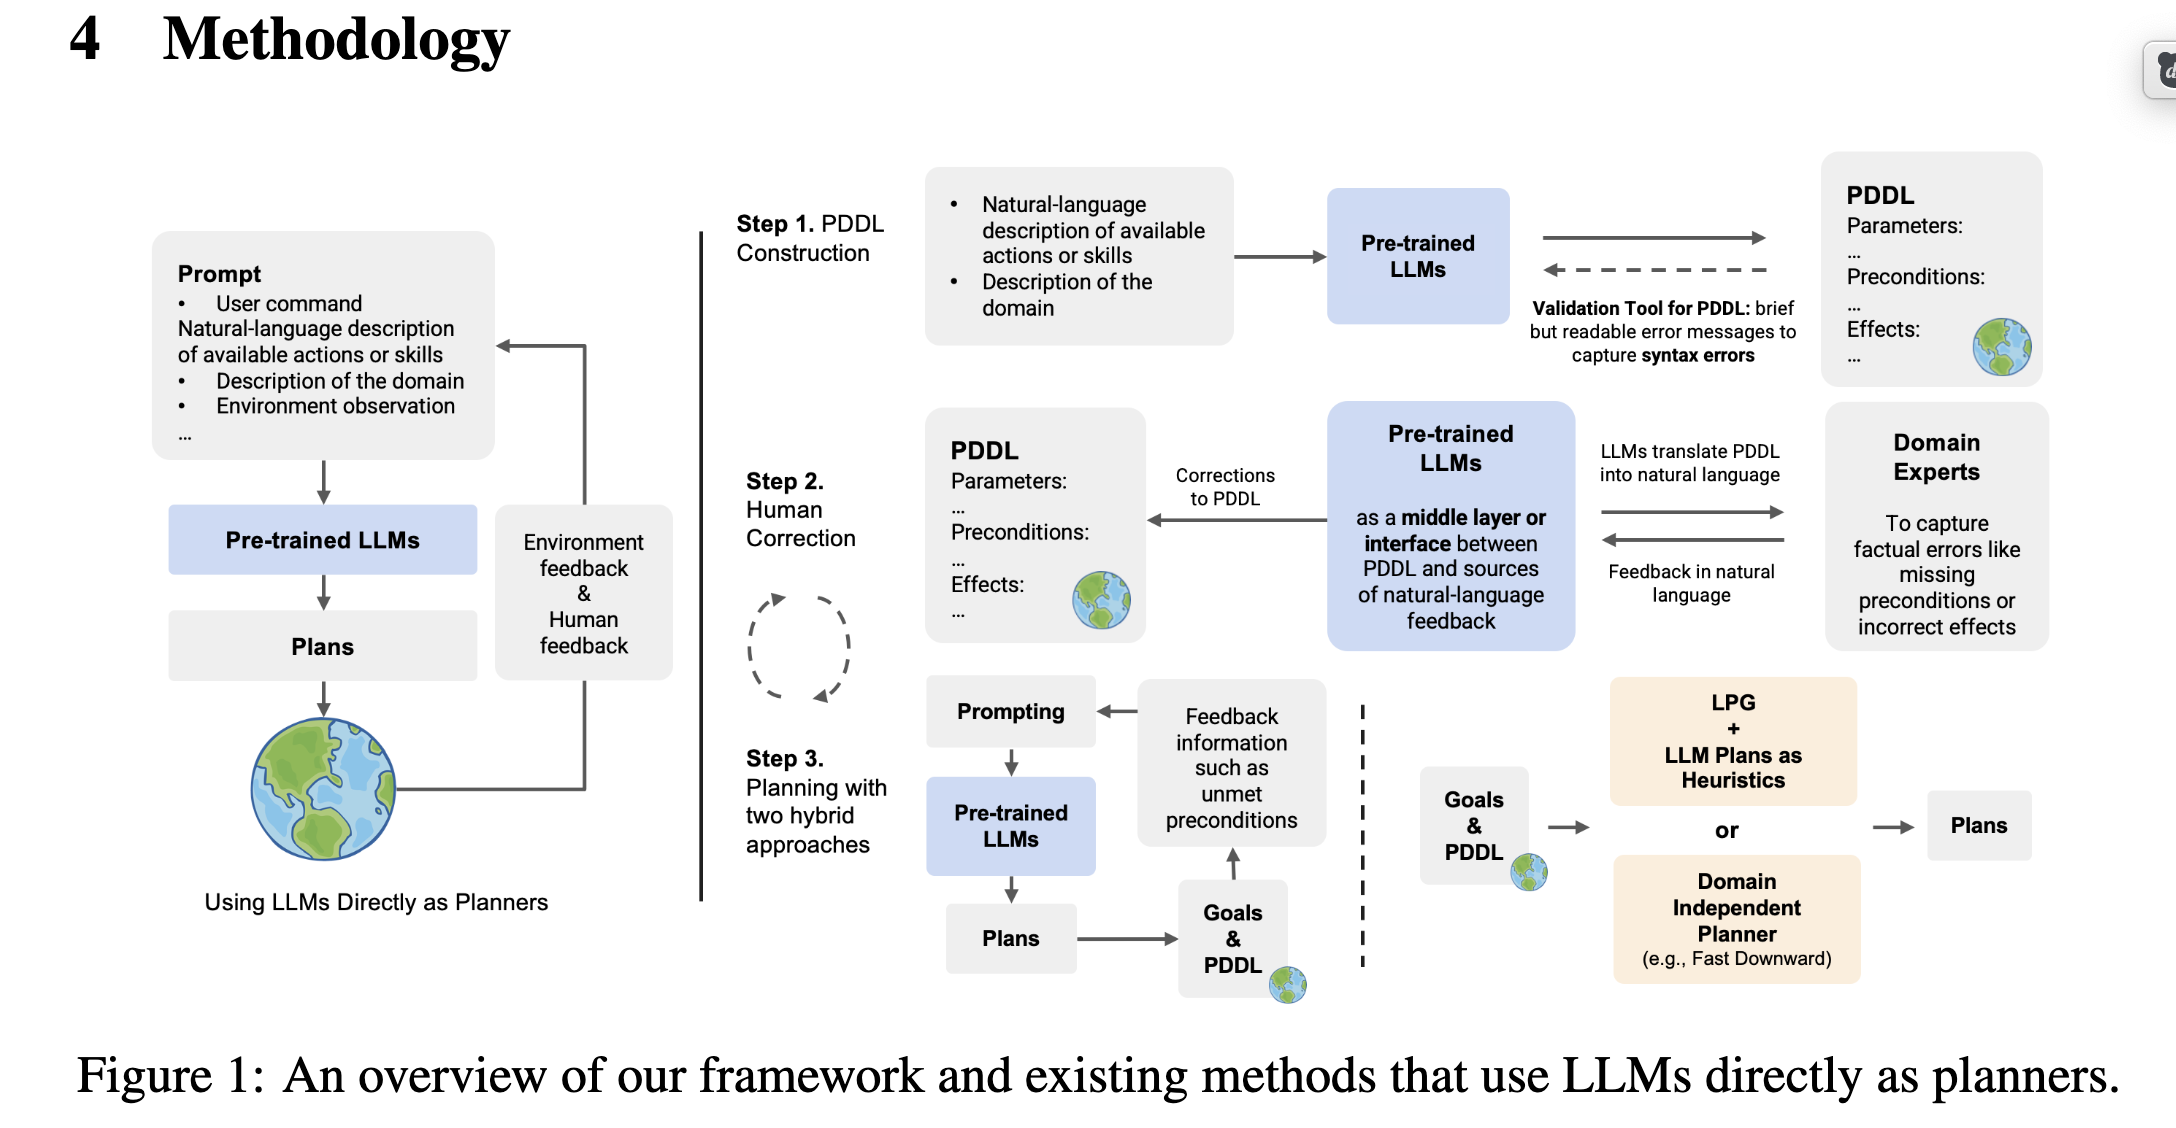 4 Methodology
Prompt
• User command
Natural-language description
of available actions or skills
• Description of the domain
• Environment observation
...
Pre-trained LLMs
Plans
Environment
feedback
&
Human
feedback
Using LLMs Directly as Planners
Step 1. PDDL
Construction
• Natural-language
description of available
actions or skills
• Description of the
domain
Pre-trained
LLMs
Validation Tool for PDDL: brief
but readable error messages to
capture syntax errors
PDDL
Parameters:
...
Preconditions:
...
Effects:
...
Step 2.
Human
Correction
PDDL
Parameters:
...
Preconditions:
...
Effects:
...
Corrections
to PDDL
Pre-trained
LLMs
as a middle layer or
interface between
PDDL and sources
of natural-language
feedback
LLMs translate PDDL
into natural language
Feedback in natural
language
Domain
Experts
To capture
factual errors like
missing
preconditions or
incorrect effects
Step 3.
Planning with
two hybrid
approaches
Prompting
Pre-trained
LLMs
Plans
Feedback
information
such as
unmet
preconditions
Goals
&
PDDL
Goals
&
PDDL
LPG
+
LLM Plans as
Heuristics
or
Domain
Independent
Planner
(e.g., Fast Downward)
Plans
Figure 1: An overview of our framework and existing methods that use LLMs directly as planners.